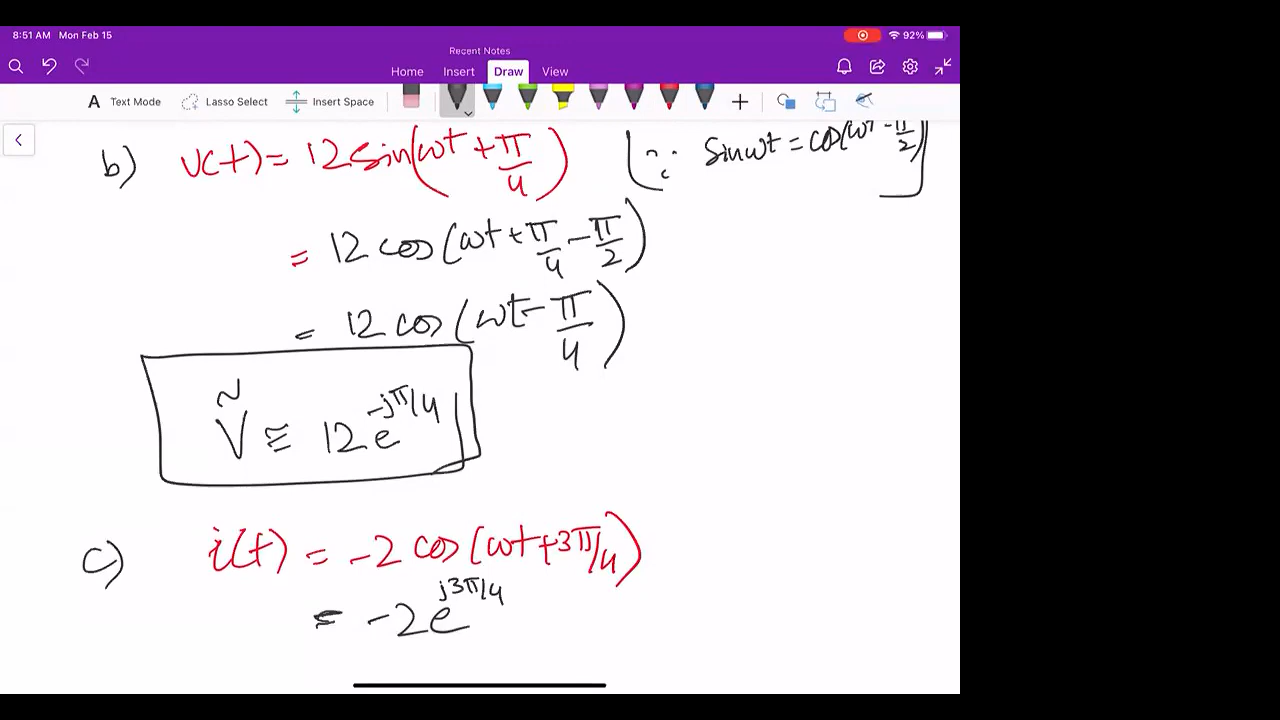 8:51 AM Mon Feb 15
92%
Recent Notes
Home Insert Draw View
A Text Mode Lasso Select Insert Space
b) v(t) = 12 sin(ωt + π/4) [∵ sin ωt = cos(ωt - π/2)]
= 12 cos(ωt + π/4 - π/2)
= 12 cos(ωt - π/4)
Ṽ ≡ 12 e^{-jπ/4}
c) i(t) = -2 cos(ωt + 3π/4)
= -2 e^{j3π/4}